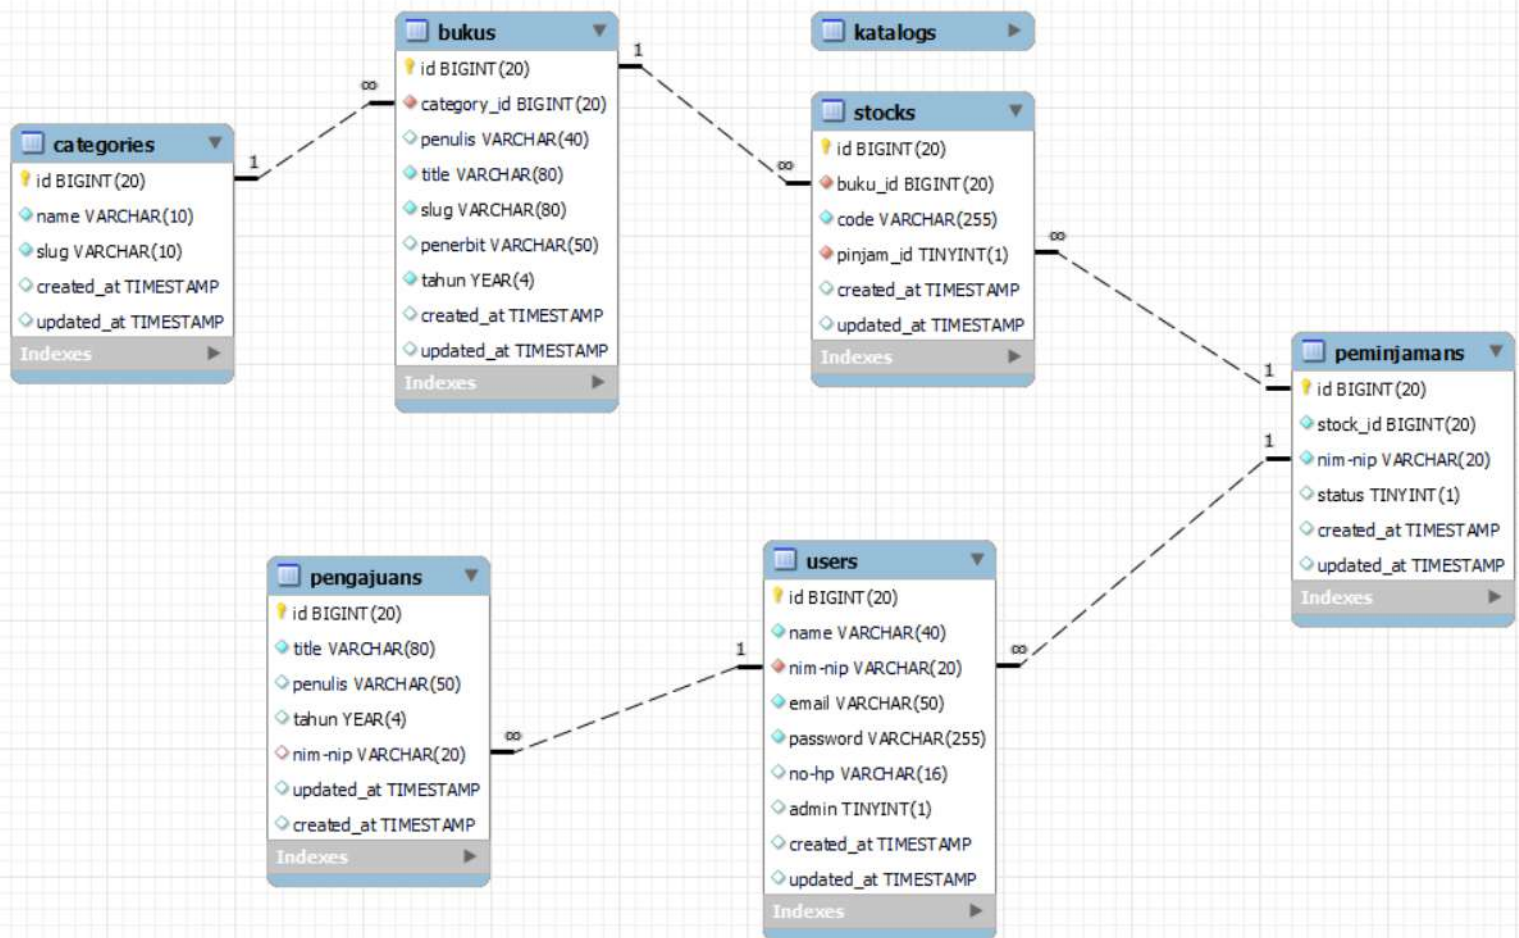 categories
id BIGINT(20)
name VARCHAR(10)
slug VARCHAR(10)
created_at TIMESTAMP
updated_at TIMESTAMP
Indexes
1
∞
bukus
id BIGINT(20)
category_id BIGINT(20)
penulis VARCHAR(40)
title VARCHAR(80)
slug VARCHAR(80)
penerbit VARCHAR(50)
tahun YEAR(4)
created_at TIMESTAMP
updated_at TIMESTAMP
Indexes
1
∞
katalogs
stocks
id BIGINT(20)
buku_id BIGINT(20)
code VARCHAR(255)
pinjam_id TINYINT(1)
created_at TIMESTAMP
updated_at TIMESTAMP
Indexes
∞
1
peminjamans
id BIGINT(20)
stock_id BIGINT(20)
nim-nip VARCHAR(20)
status TINYINT(1)
created_at TIMESTAMP
updated_at TIMESTAMP
Indexes
1
∞
pengajuans
id BIGINT(20)
title VARCHAR(80)
penulis VARCHAR(50)
tahun YEAR(4)
nim-nip VARCHAR(20)
updated_at TIMESTAMP
created_at TIMESTAMP
Indexes
∞
1
users
id BIGINT(20)
name VARCHAR(40)
nim-nip VARCHAR(20)
email VARCHAR(50)
password VARCHAR(255)
no-hp VARCHAR(16)
admin TINYINT(1)
created_at TIMESTAMP
updated_at TIMESTAMP
Indexes